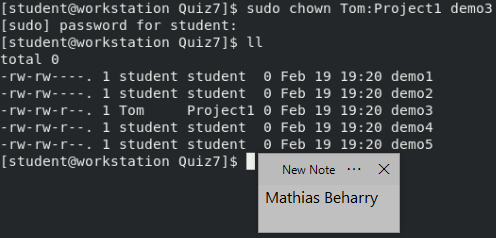 [student@workstation Quiz7]$ sudo chown Tom:Project1 demo3
[sudo] password for student:
[student@workstation Quiz7]$ ll
total 0
-rw-rw----. 1 student student  0 Feb 19 19:20 demo1
-rw-rw----. 1 student student  0 Feb 19 19:20 demo2
-rw-rw-r--. 1 Tom     Project1 0 Feb 19 19:20 demo3
-rw-rw-r--. 1 student student  0 Feb 19 19:20 demo4
-rw-rw-r--. 1 student student  0 Feb 19 19:20 demo5
[student@workstation Quiz7]$
New Note ··· ✕
Mathias Beharry